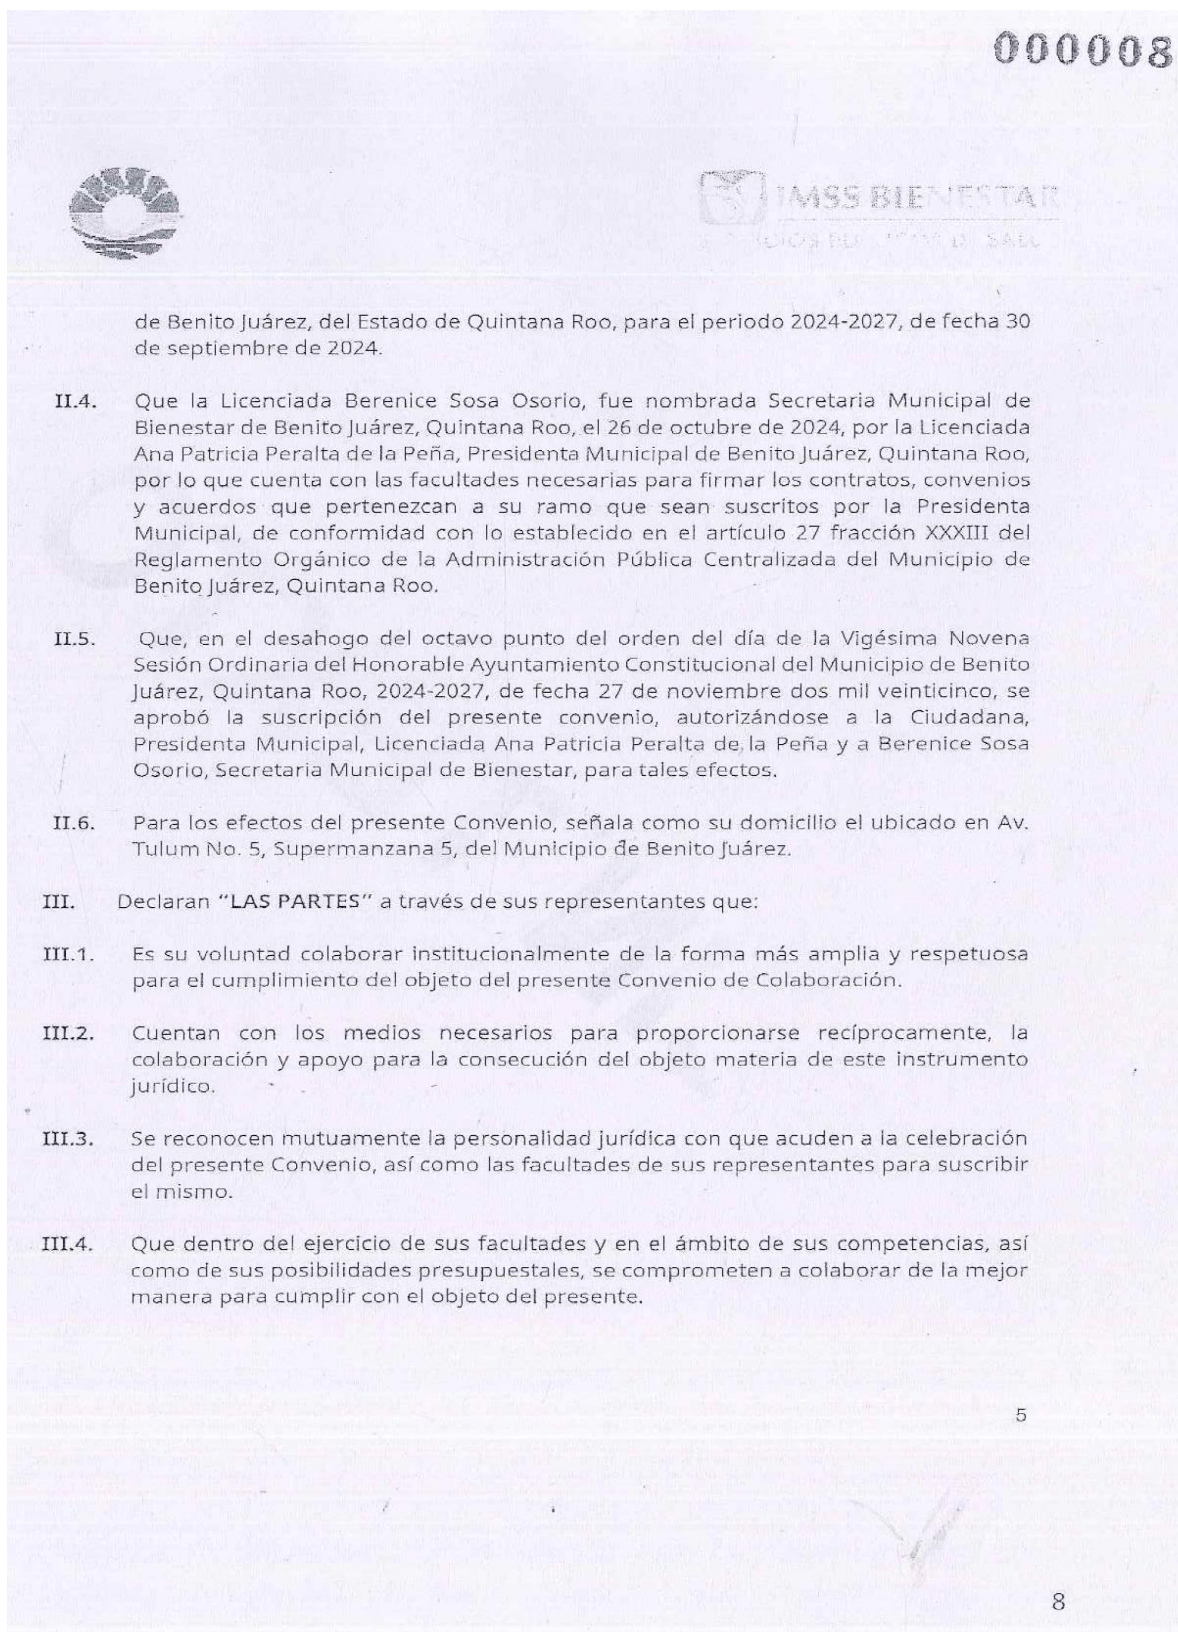 000008
IMSS BIENESTAR
de Benito Juárez, del Estado de Quintana Roo, para el periodo 2024-2027, de fecha 30
de septiembre de 2024.
II.4. Que la Licenciada Berenice Sosa Osorio, fue nombrada Secretaria Municipal de
Bienestar de Benito Juárez, Quintana Roo, el 26 de octubre de 2024, por la Licenciada
Ana Patricia Peralta de la Peña, Presidenta Municipal de Benito Juárez, Quintana Roo,
por lo que cuenta con las facultades necesarias para firmar los contratos, convenios
y acuerdos que pertenezcan a su ramo que sean suscritos por la Presidenta
Municipal, de conformidad con lo establecido en el artículo 27 fracción XXXIII del
Reglamento Orgánico de la Administración Pública Centralizada del Municipio de
Benito Juárez, Quintana Roo.
II.5. Que, en el desahogo del octavo punto del orden del día de la Vigésima Novena
Sesión Ordinaria del Honorable Ayuntamiento Constitucional del Municipio de Benito
Juárez, Quintana Roo, 2024-2027, de fecha 27 de noviembre dos mil veinticinco, se
aprobó la suscripción del presente convenio, autorizándose a la Ciudadana,
Presidenta Municipal, Licenciada Ana Patricia Peralta de la Peña y a Berenice Sosa
Osorio, Secretaria Municipal de Bienestar, para tales efectos.
II.6. Para los efectos del presente Convenio, señala como su domicilio el ubicado en Av.
Tulum No. 5, Supermanzana 5, del Municipio de Benito Juárez.
III. Declaran "LAS PARTES" a través de sus representantes que:
III.1. Es su voluntad colaborar institucionalmente de la forma más amplia y respetuosa
para el cumplimiento del objeto del presente Convenio de Colaboración.
III.2. Cuentan con los medios necesarios para proporcionarse recíprocamente, la
colaboración y apoyo para la consecución del objeto materia de este instrumento
jurídico.
III.3. Se reconocen mutuamente la personalidad jurídica con que acuden a la celebración
del presente Convenio, así como las facultades de sus representantes para suscribir
el mismo.
III.4. Que dentro del ejercicio de sus facultades y en el ámbito de sus competencias, así
como de sus posibilidades presupuestales, se comprometen a colaborar de la mejor
manera para cumplir con el objeto del presente.
5
8